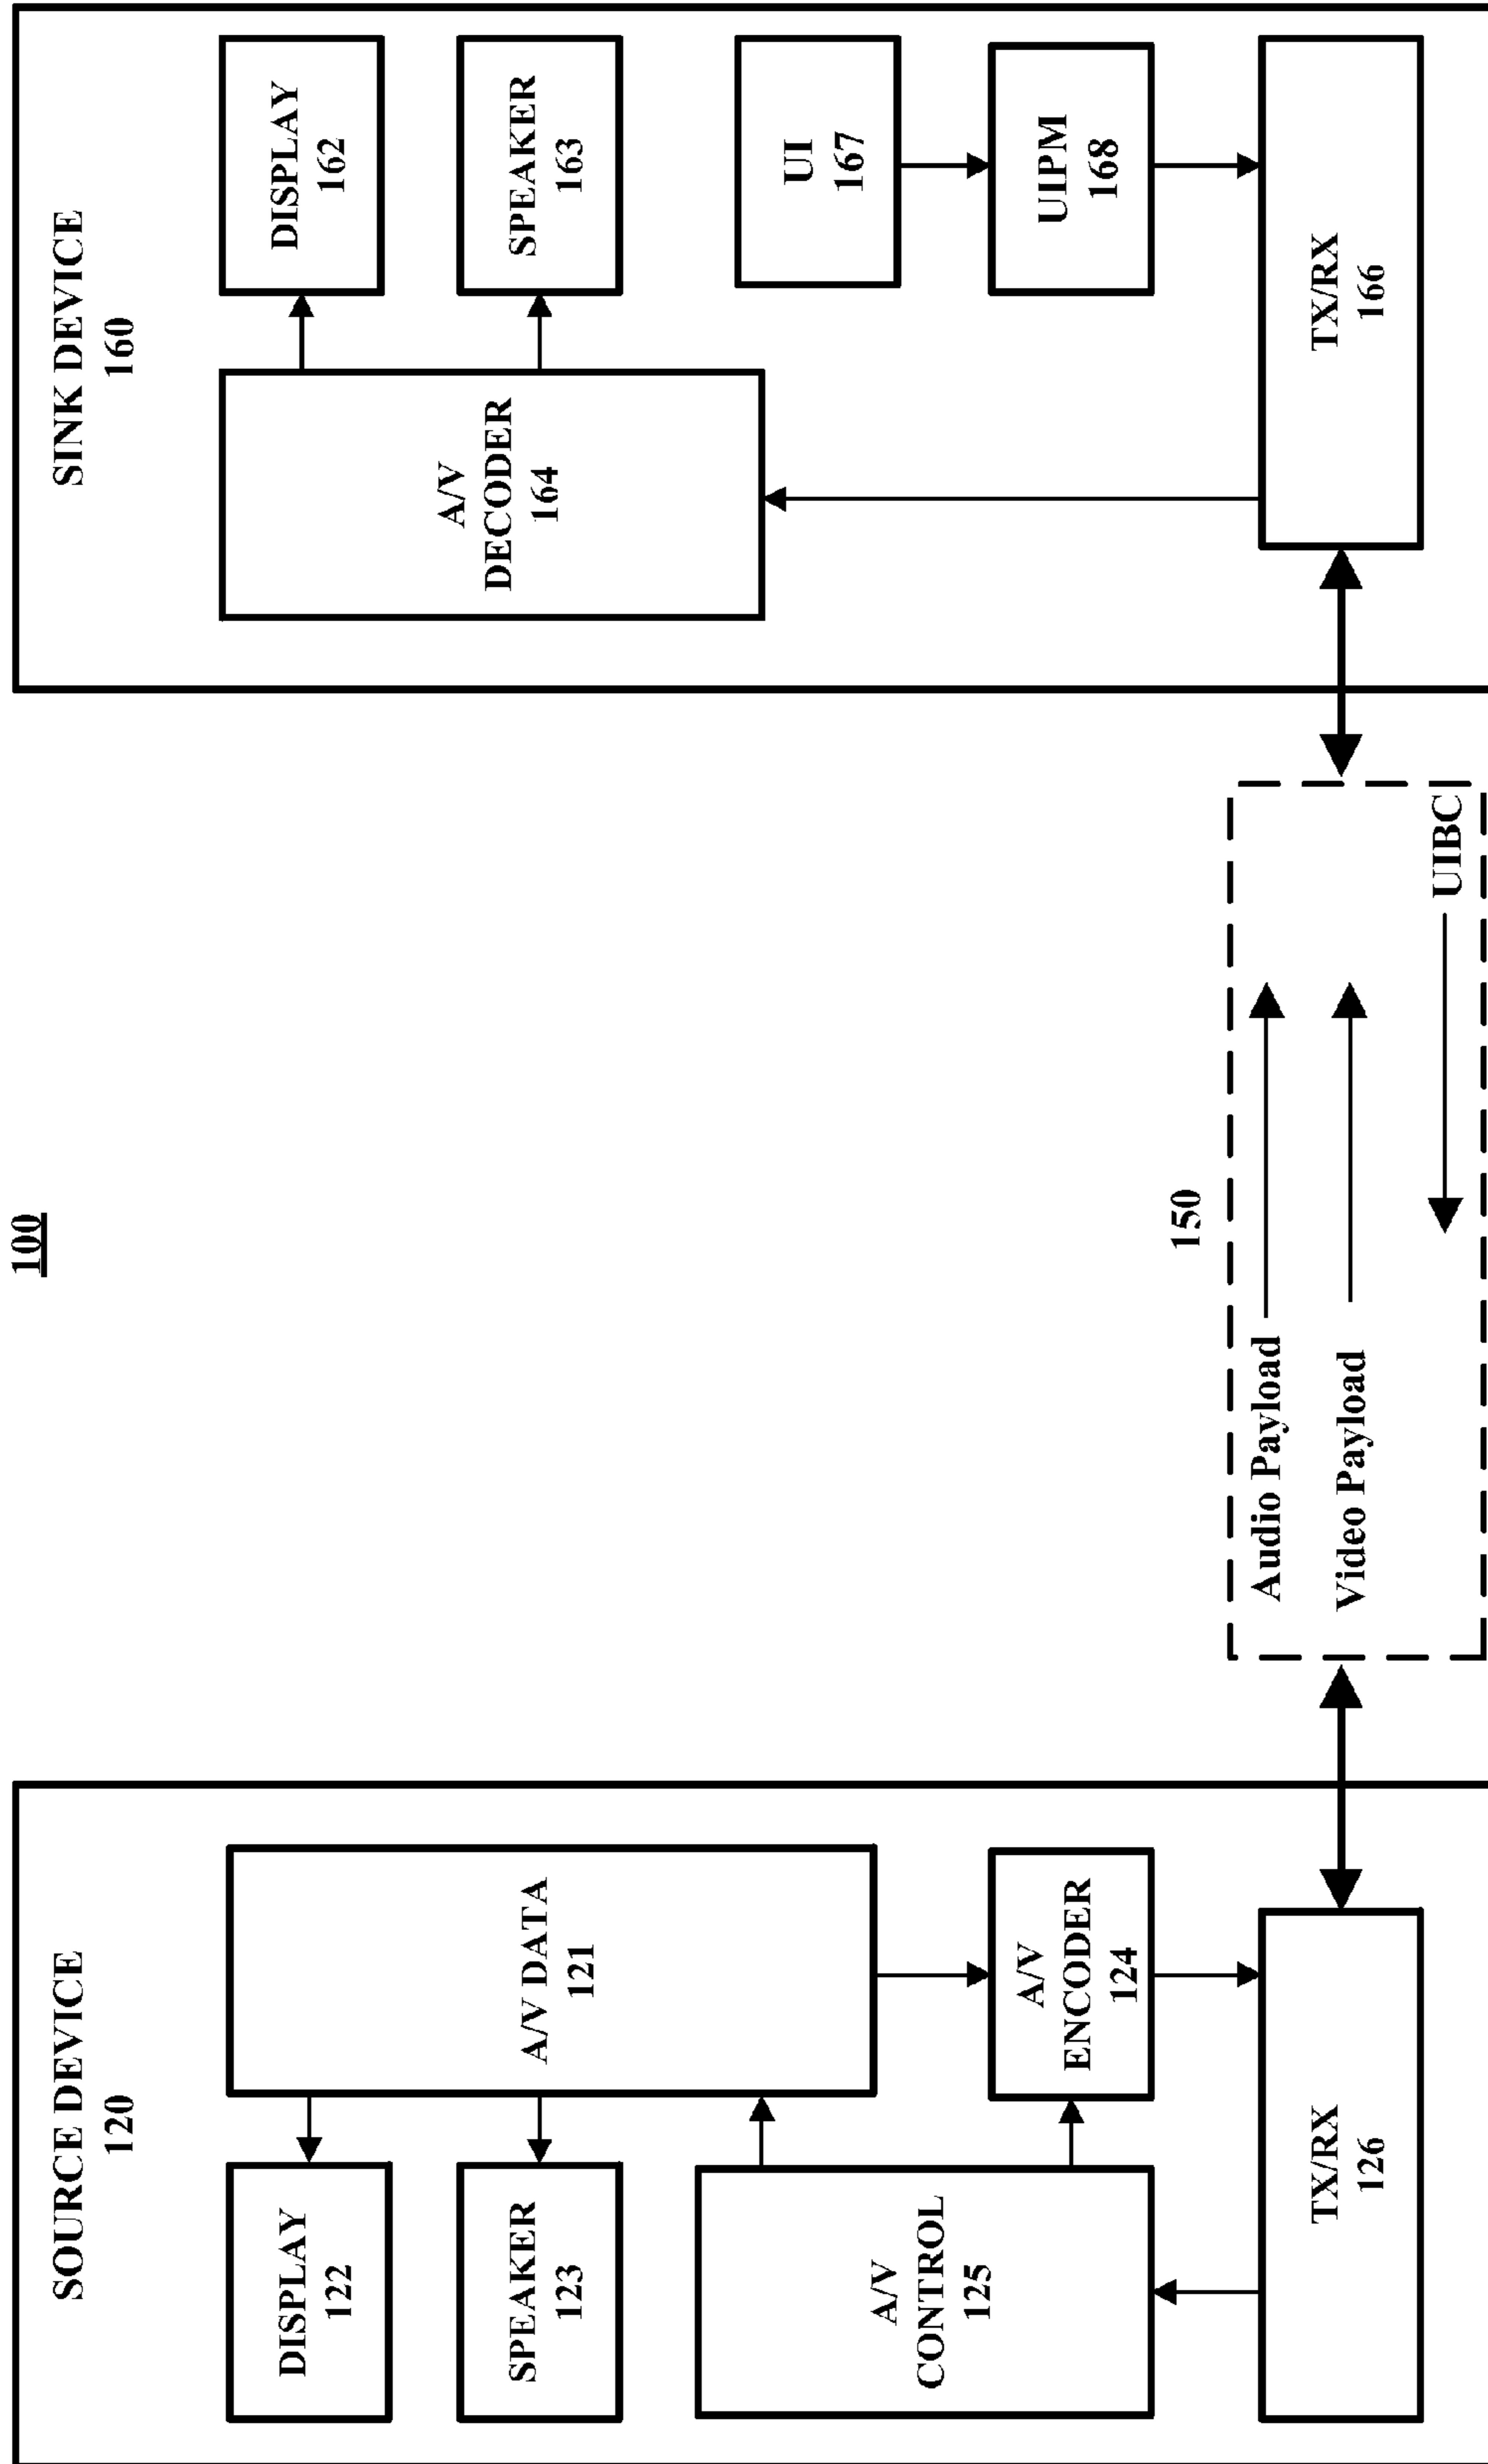 100
SOURCE DEVICE
120
DISPLAY
122
A/V DATA
121
SPEAKER
123
A/V
CONTROL
125
A/V
ENCODER
124
TX/RX
126
150
Audio Payload
Video Payload
UIBC
SINK DEVICE
160
A/V
DECODER
164
DISPLAY
162
SPEAKER
163
UI
167
UIPM
168
TX/RX
166